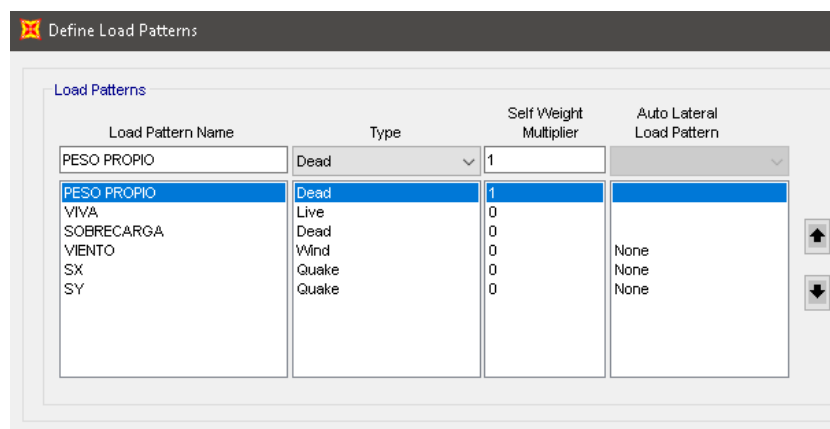 Define Load Patterns
Load Patterns
Load Pattern Name Type Self Weight Multiplier Auto Lateral Load Pattern
PESO PROPIO Dead 1
PESO PROPIO Dead 1
VIVA Live 0
SOBRECARGA Dead 0
VIENTO Wind 0 None
SX Quake 0 None
SY Quake 0 None